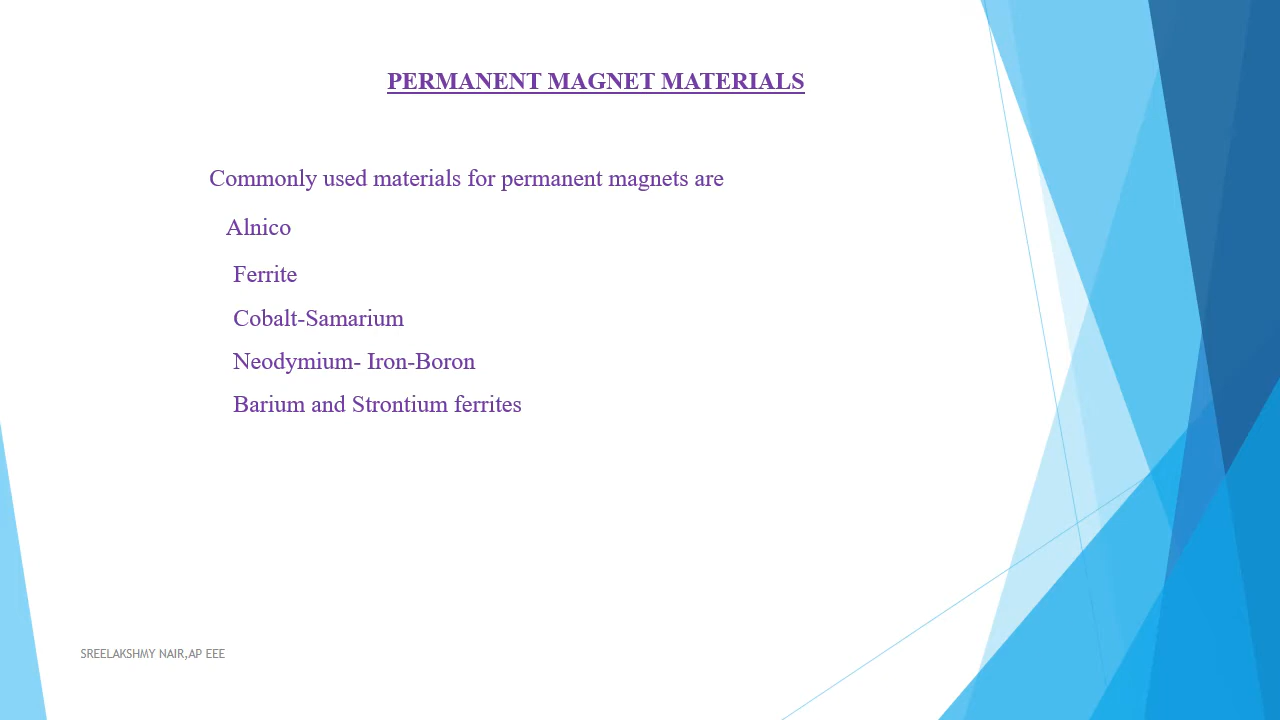 PERMANENT MAGNET MATERIALS
Commonly used materials for permanent magnets are
Alnico
Ferrite
Cobalt-Samarium
Neodymium- Iron-Boron
Barium and Strontium ferrites
SREELAKSHMY NAIR,AP EEE